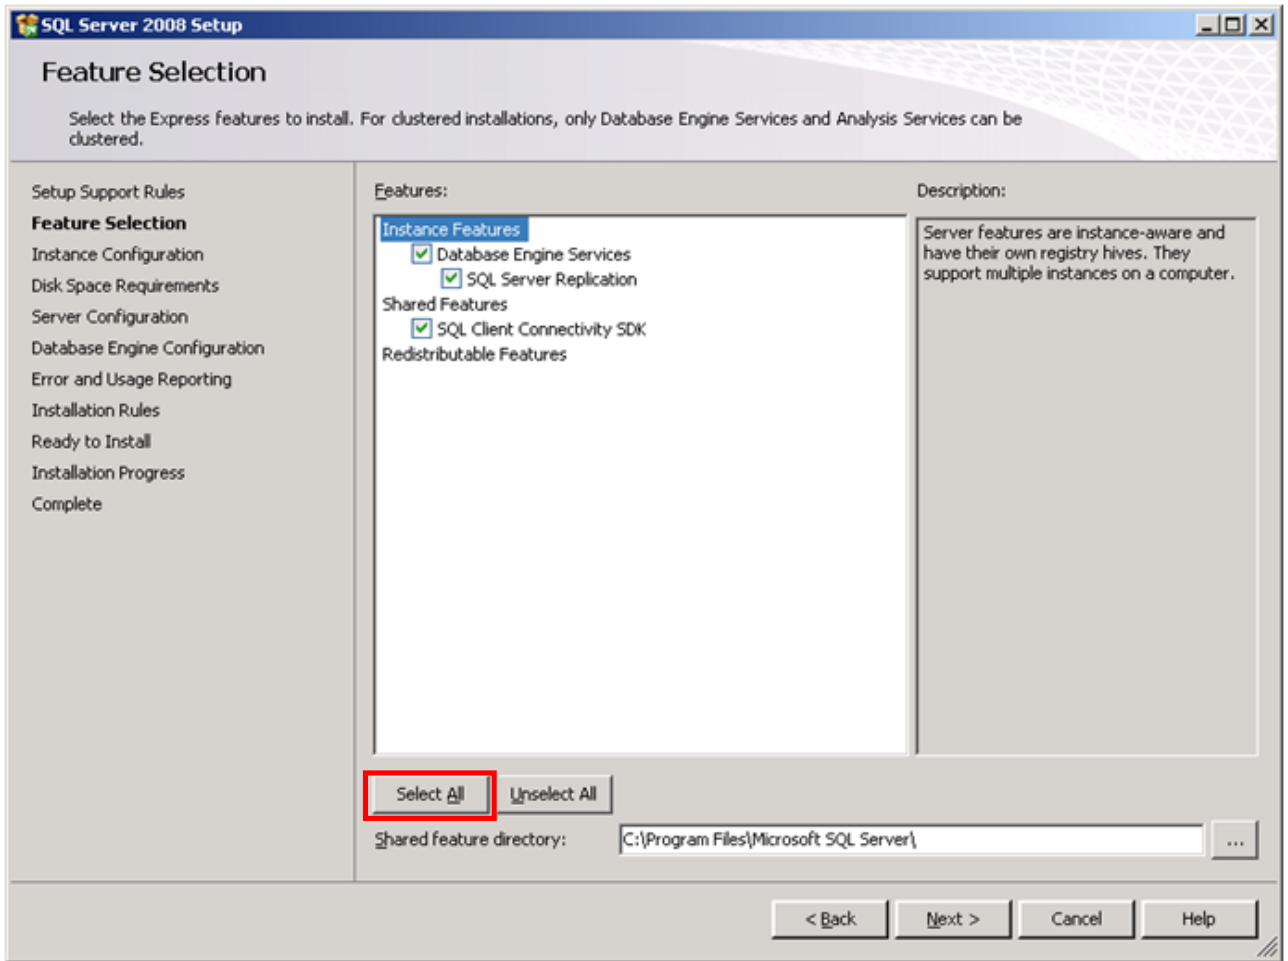 SQL Server 2008 Setup
Feature Selection
Select the Express features to install. For clustered installations, only Database Engine Services and Analysis Services can be
clustered.
Setup Support Rules
Feature Selection
Instance Configuration
Disk Space Requirements
Server Configuration
Database Engine Configuration
Error and Usage Reporting
Installation Rules
Ready to Install
Installation Progress
Complete
Features:
Instance Features
Database Engine Services
SQL Server Replication
Shared Features
SQL Client Connectivity SDK
Redistributable Features
Description:
Server features are instance-aware and
have their own registry hives. They
support multiple instances on a computer.
Select All
Unselect All
Shared feature directory:
C:\Program Files\Microsoft SQL Server\
...
< Back
Next >
Cancel
Help